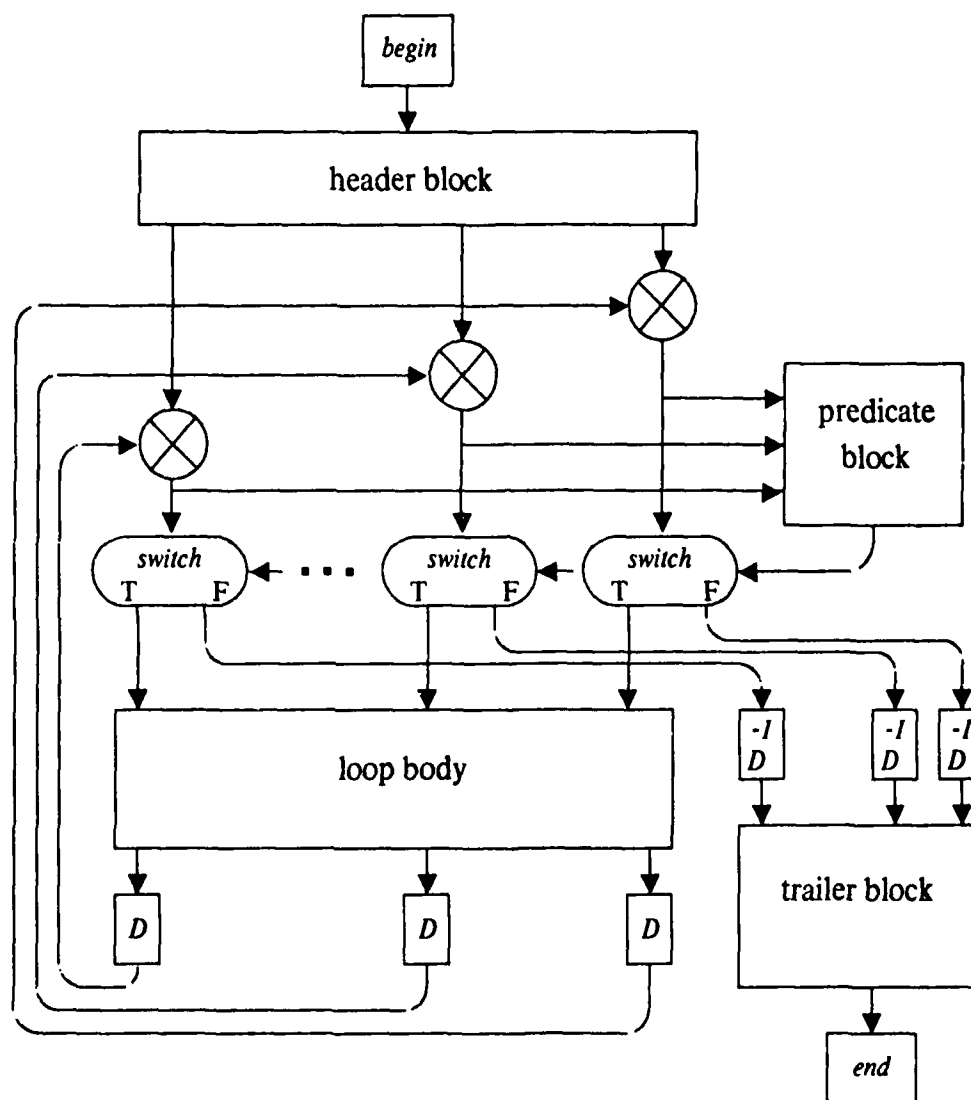 begin
header block
predicate
block
switch
T F
switch
T F
switch
T F
-1
D
-1
D
-1
D
loop body
trailer block
D
D
D
end